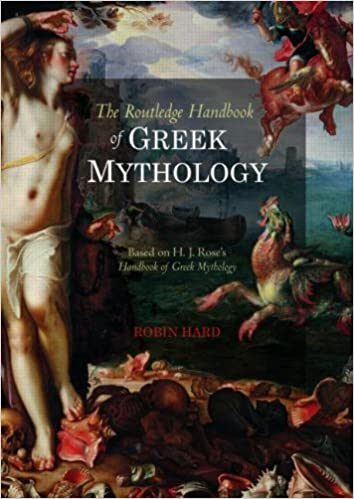 The Routledge Handbook
of GREEK
MYTHOLOGY
Based on H. J. Rose's
Handbook of Greek Mythology
ROBIN HARD